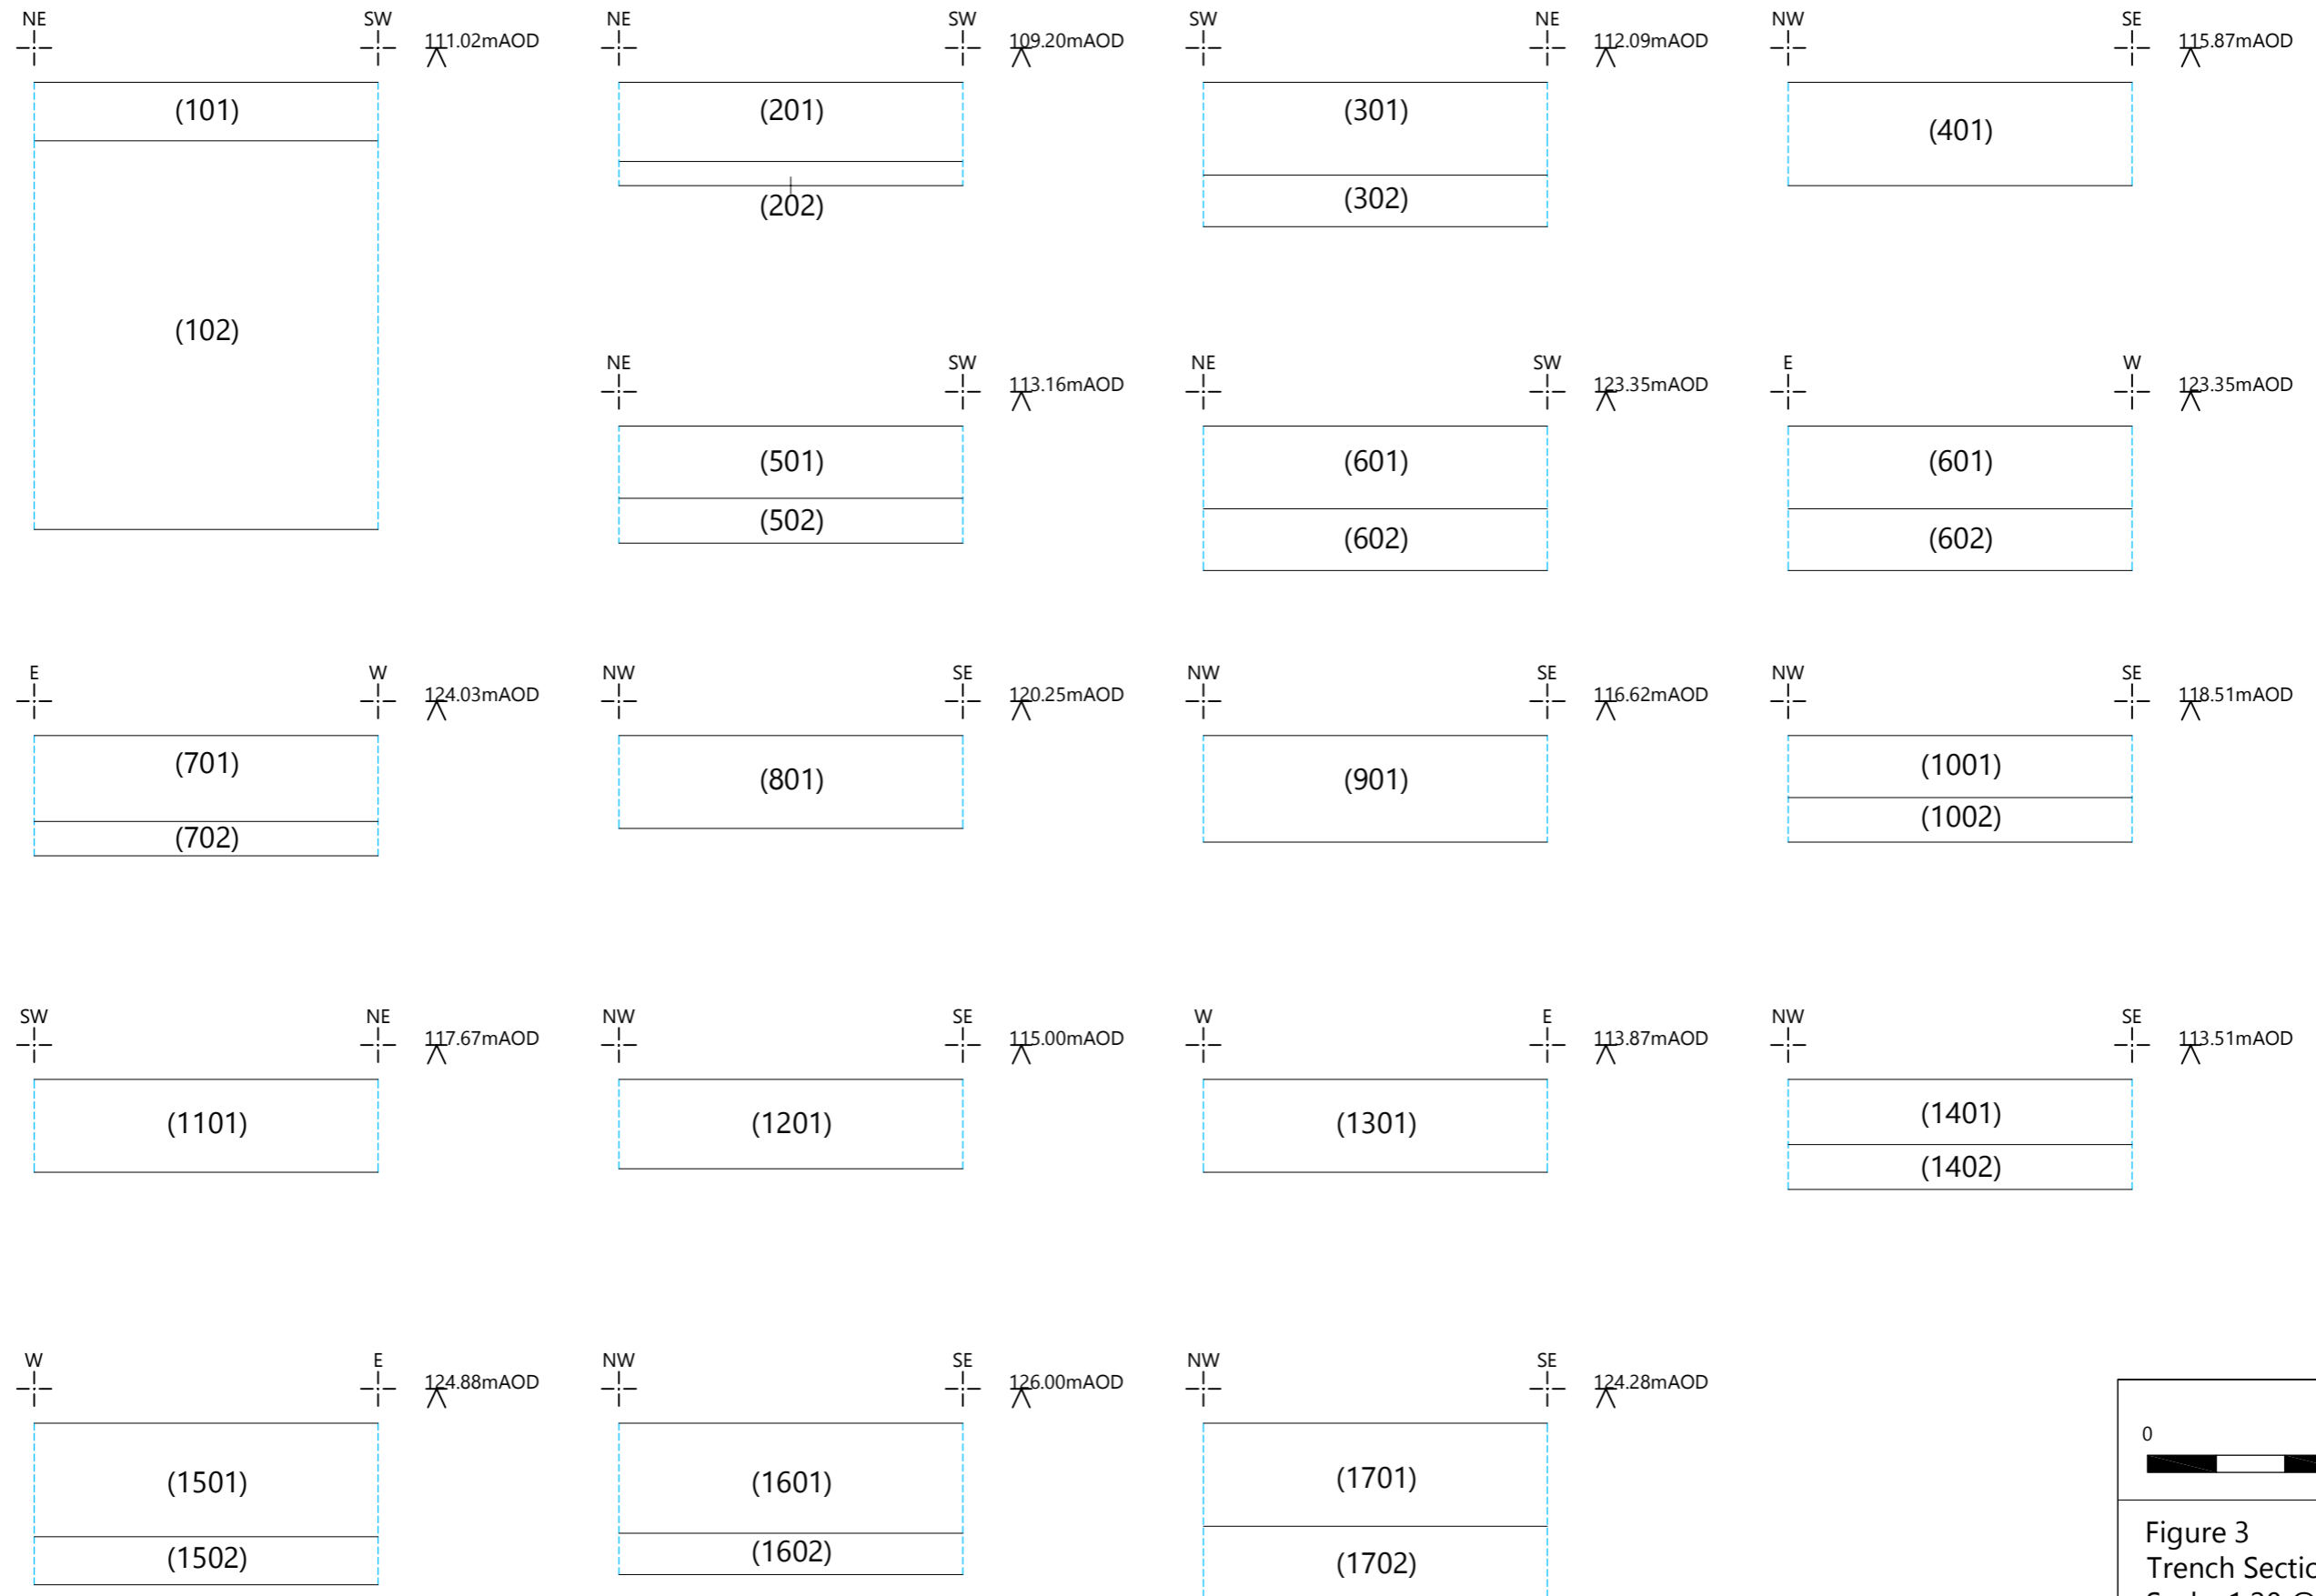 NE SW 111.02mAOD NE SW 109.20mAOD SW NE 112.09mAOD NW SE 115.87mAOD
(101) (201) (301) (401)
(202) (302)
(102)
NE SW 113.16mAOD NE SW 123.35mAOD E W 123.35mAOD
(501) (601) (601)
(502) (602) (602)
E W 124.03mAOD NW SE 120.25mAOD NW SE 116.62mAOD NW SE 118.51mAOD
(701) (801) (901) (1001)
(702) (1002)
SW NE 117.67mAOD NW SE 115.00mAOD W E 113.87mAOD NW SE 113.51mAOD
(1101) (1201) (1301) (1401)
(1402)
W E 124.88mAOD NW SE 126.00mAOD NW SE 124.28mAOD
(1501) (1601) (1701)
(1502) (1602) (1702)
0
Figure 3
Trench Sectio